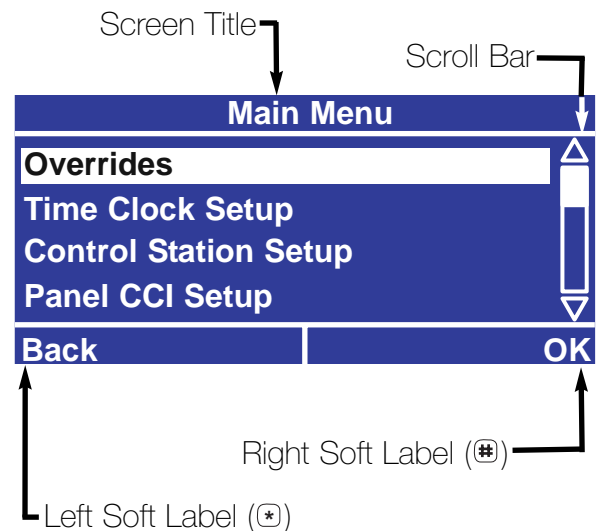 Screen Title
Scroll Bar
Main Menu
Overrides
Time Clock Setup
Control Station Setup
Panel CCI Setup
Back OK
Right Soft Label (#)
Left Soft Label (*)